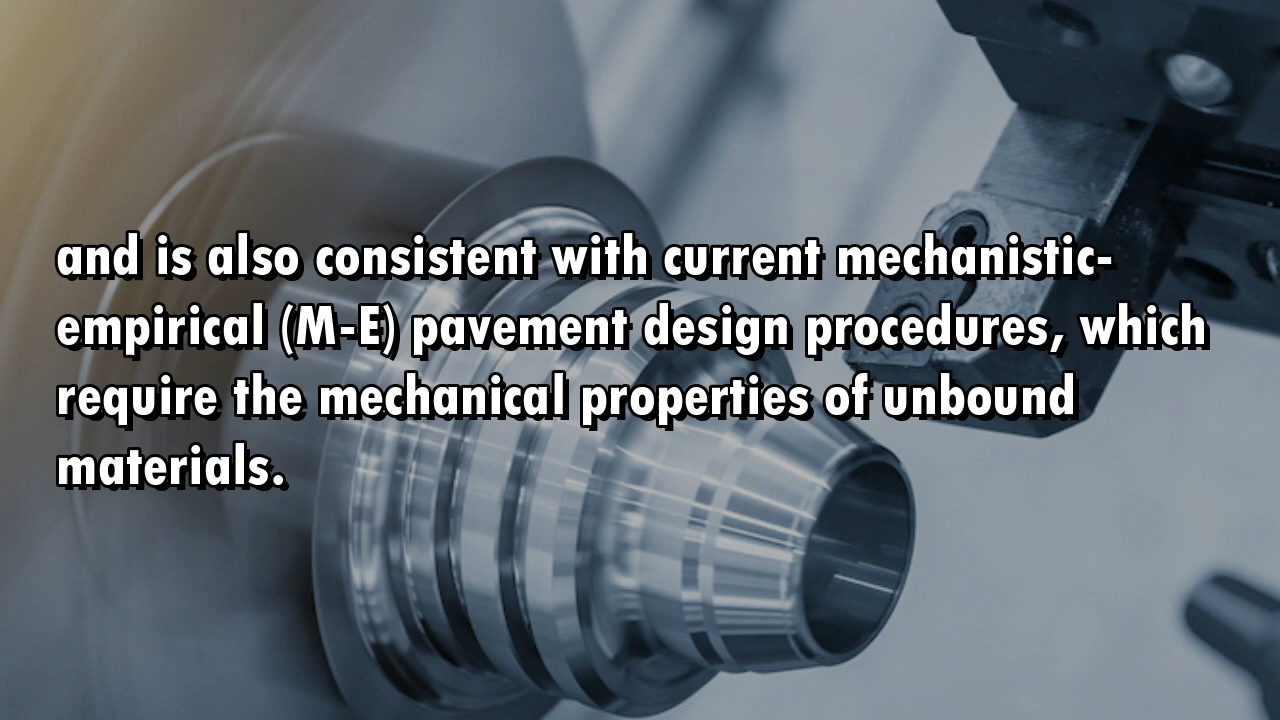 and is also consistent with current mechanistic-
empirical (M-E) pavement design procedures, which
require the mechanical properties of unbound
materials.